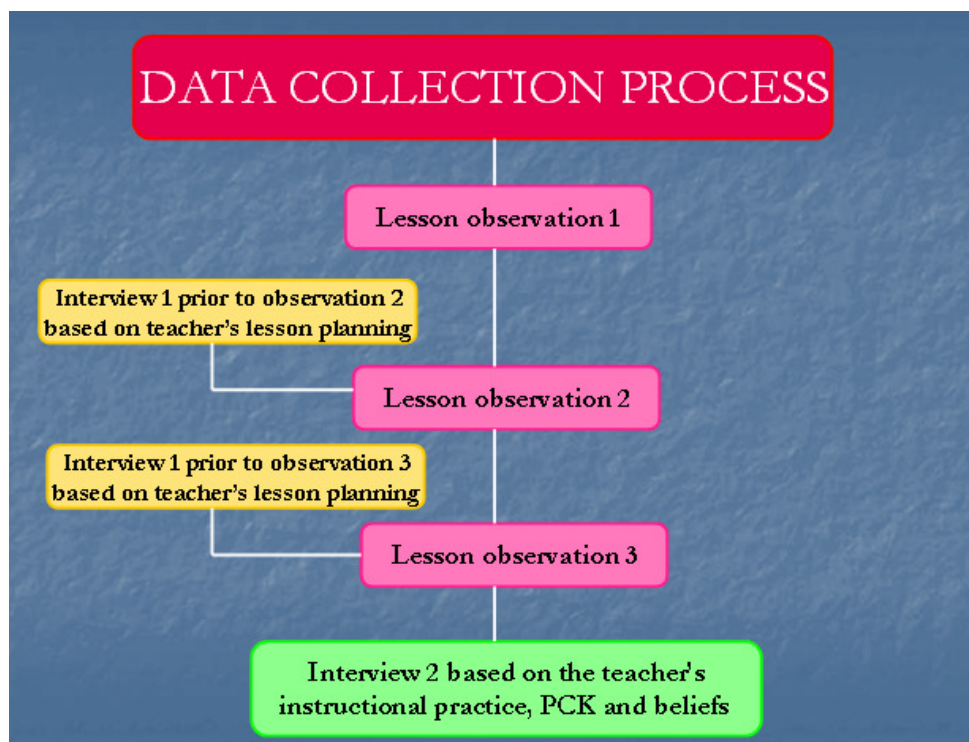 DATA COLLECTION PROCESS
Lesson observation 1
Interview 1 prior to observation 2
based on teacher's lesson planning
Lesson observation 2
Interview 1 prior to observation 3
based on teacher's lesson planning
Lesson observation 3
Interview 2 based on the teacher's
instructional practice, PCK and beliefs